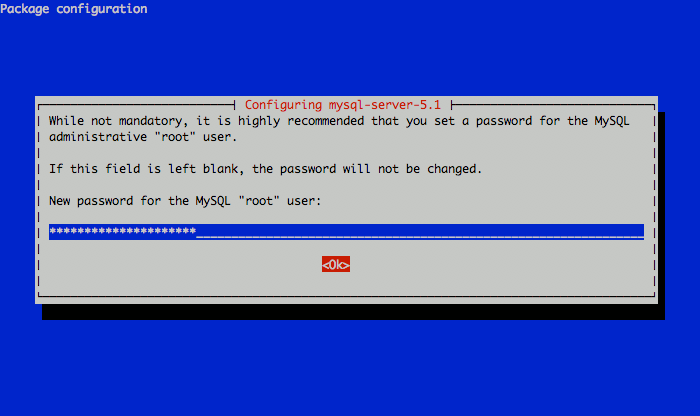 Package configuration
Configuring mysql-server-5.1
While not mandatory, it is highly recommended that you set a password for the MySQL
administrative "root" user.
If this field is left blank, the password will not be changed.
New password for the MySQL "root" user:
*********************
<Ok>